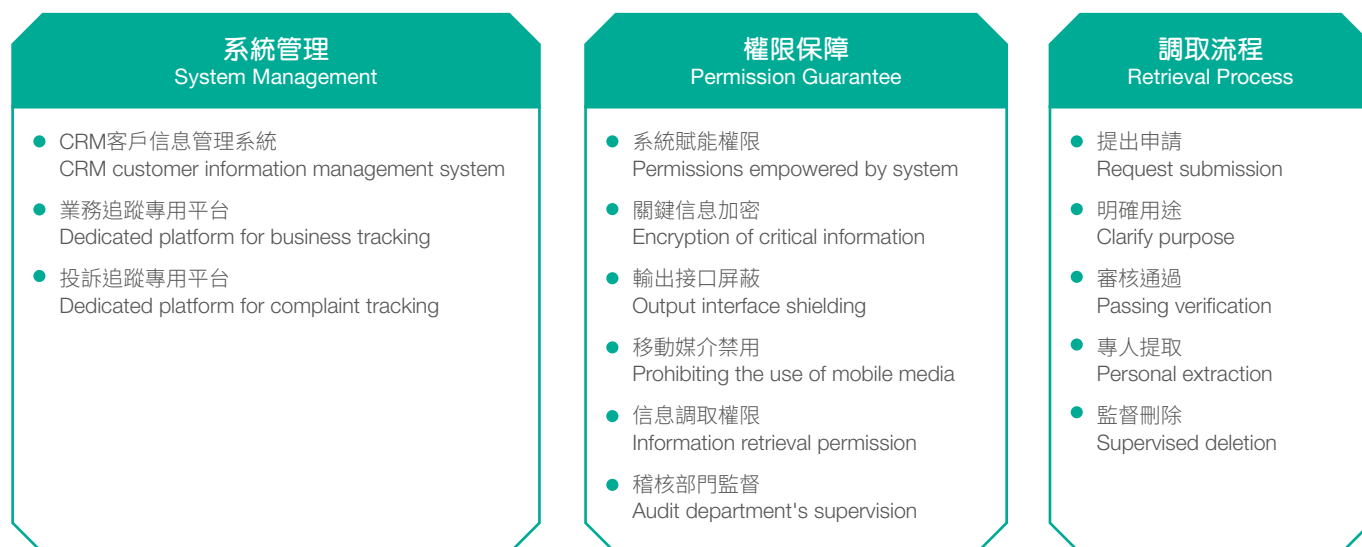 系統管理
System Management
CRM客戶信息管理系統
CRM customer information management system
業務追蹤專用平台
Dedicated platform for business tracking
投訴追蹤專用平台
Dedicated platform for complaint tracking
權限保障
Permission Guarantee
系統賦能權限
Permissions empowered by system
關鍵信息加密
Encryption of critical information
輸出接口屏蔽
Output interface shielding
移動媒介禁用
Prohibiting the use of mobile media
信息調取權限
Information retrieval permission
稽核部門監督
Audit department's supervision
調取流程
Retrieval Process
提出申請
Request submission
明確用途
Clarify purpose
審核通過
Passing verification
專人提取
Personal extraction
監督刪除
Supervised deletion